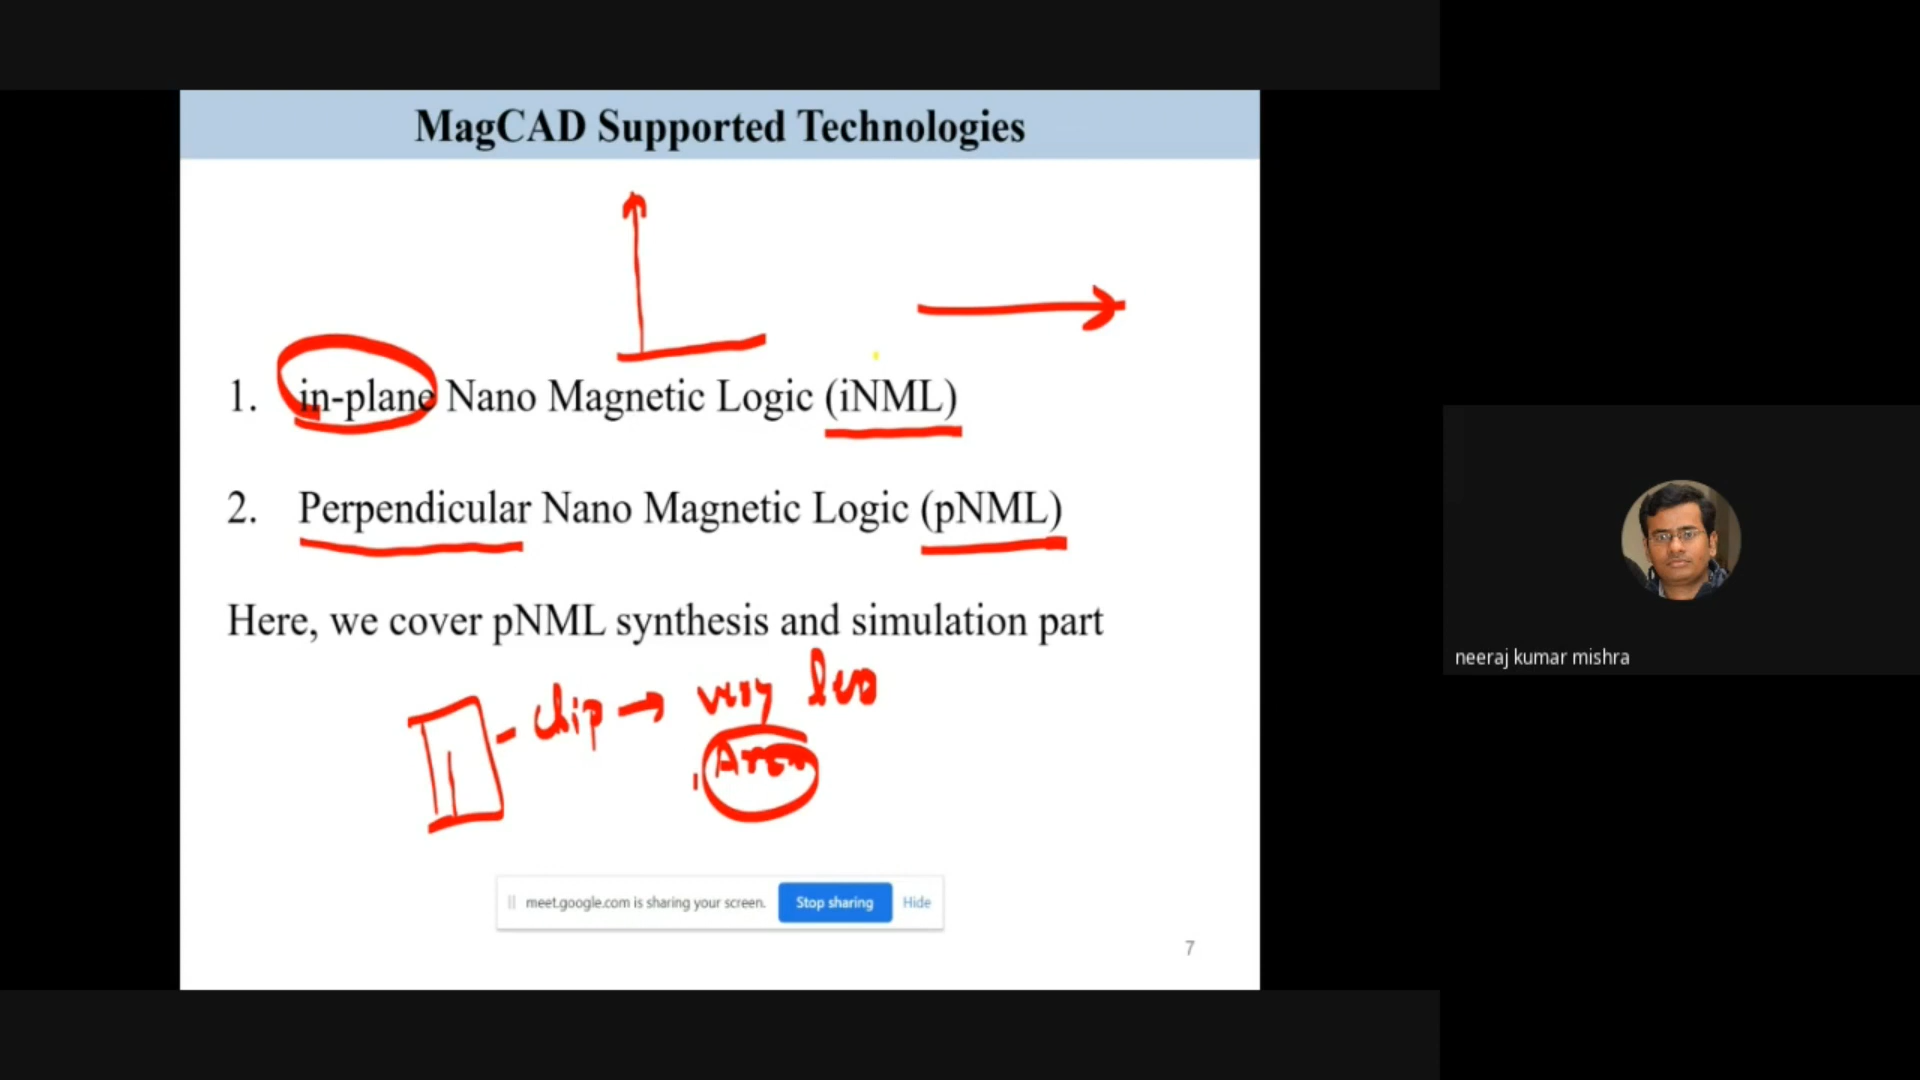 MagCAD Supported Technologies
1. in-plane Nano Magnetic Logic (iNML)
2. Perpendicular Nano Magnetic Logic (pNML)
Here, we cover pNML synthesis and simulation part
chip → very
Area
meet.google.com is sharing your screen. Stop sharing Hide
7
neeraj kumar mishra